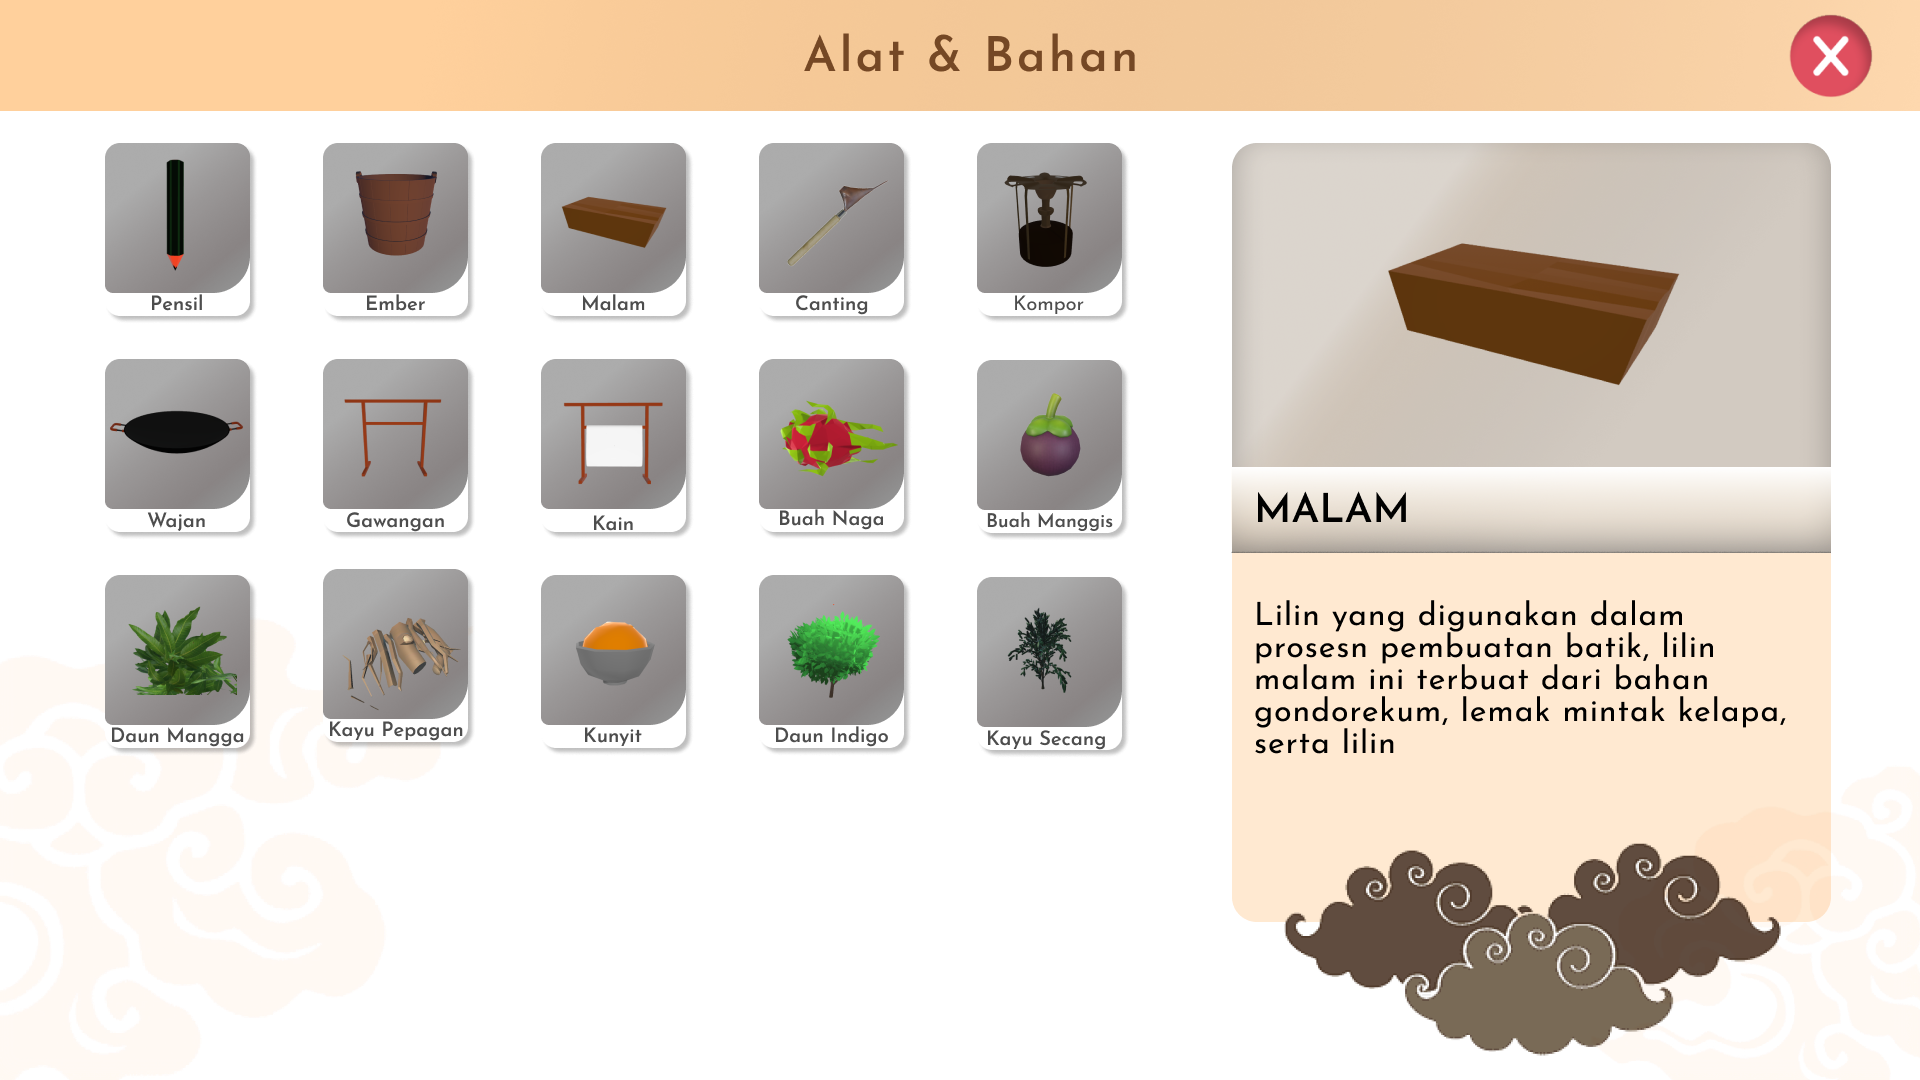 Alat & Bahan
Pensil
Ember
Malam
Canting
Kompor
Wajan
Gawangan
Kain
Buah Naga
Buah Manggis
Daun Mangga
Kayu Pepagan
Kunyit
Daun Indigo
Kayu Secang
MALAM
Lilin yang digunakan dalam
prosesn pembuatan batik, lilin
malam ini terbuat dari bahan
gondorekum, lemak mintak kelapa,
serta lilin